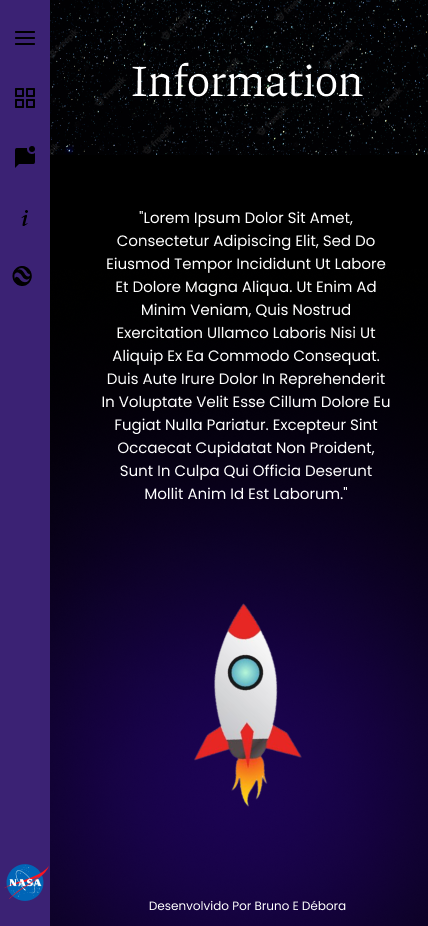 Information
"Lorem Ipsum Dolor Sit Amet,
Consectetur Adipiscing Elit, Sed Do
Eiusmod Tempor Incididunt Ut Labore
Et Dolore Magna Aliqua. Ut Enim Ad
Minim Veniam, Quis Nostrud
Exercitation Ullamco Laboris Nisi Ut
Aliquip Ex Ea Commodo Consequat.
Duis Aute Irure Dolor In Reprehenderit
In Voluptate Velit Esse Cillum Dolore Eu
Fugiat Nulla Pariatur. Excepteur Sint
Occaecat Cupidatat Non Proident,
Sunt In Culpa Qui Officia Deserunt
Mollit Anim Id Est Laborum."
i
NASA
Desenvolvido Por Bruno E Débora